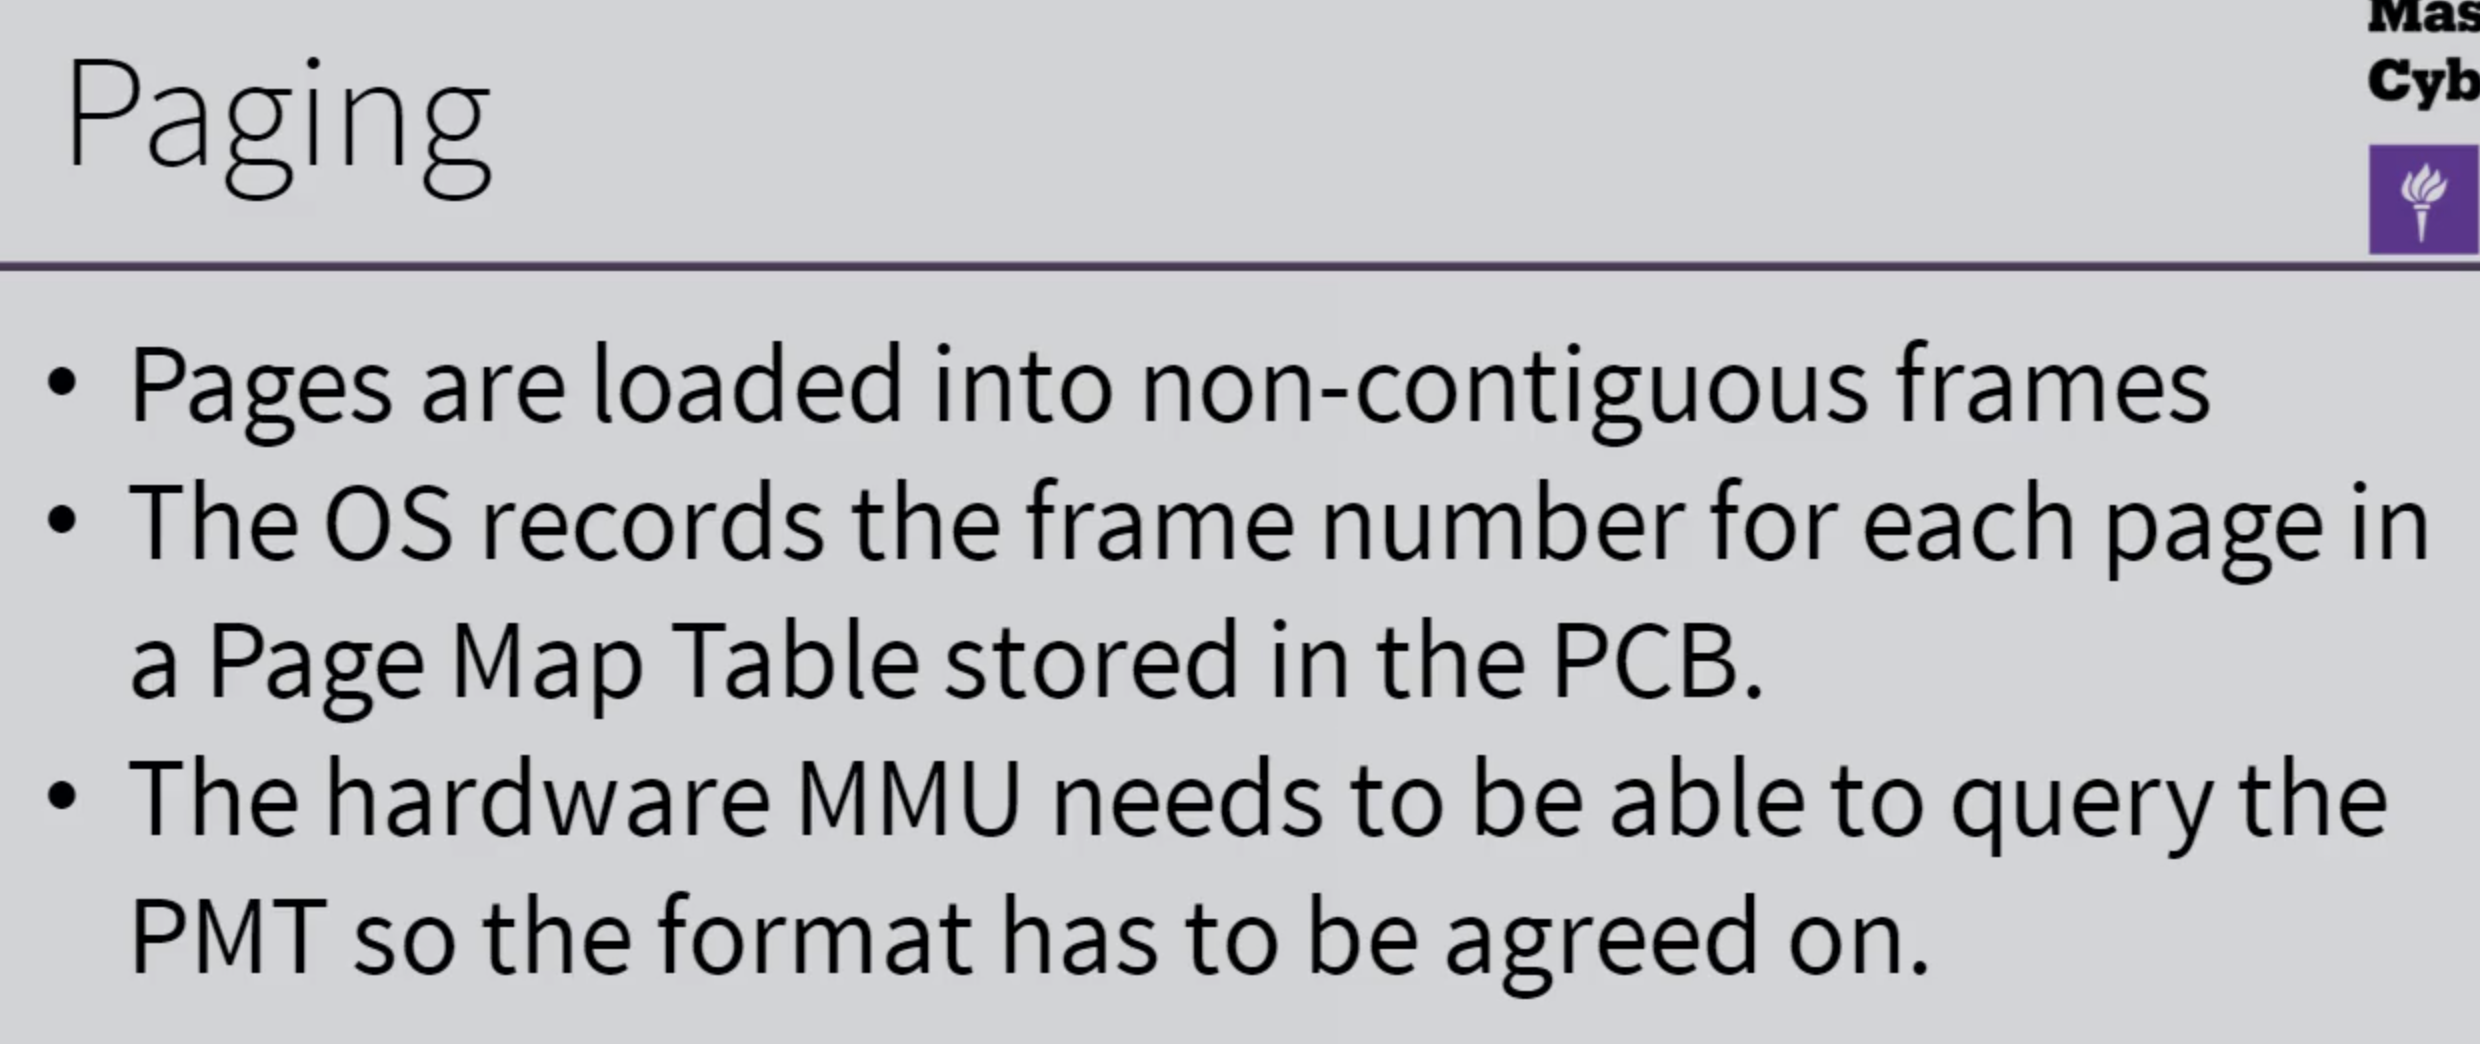 Mas
Cyb
Paging
• Pages are loaded into non-contiguous frames
• The OS records the frame number for each page in
a Page Map Table stored in the PCB.
• The hardware MMU needs to be able to query the
PMT so the format has to be agreed on.